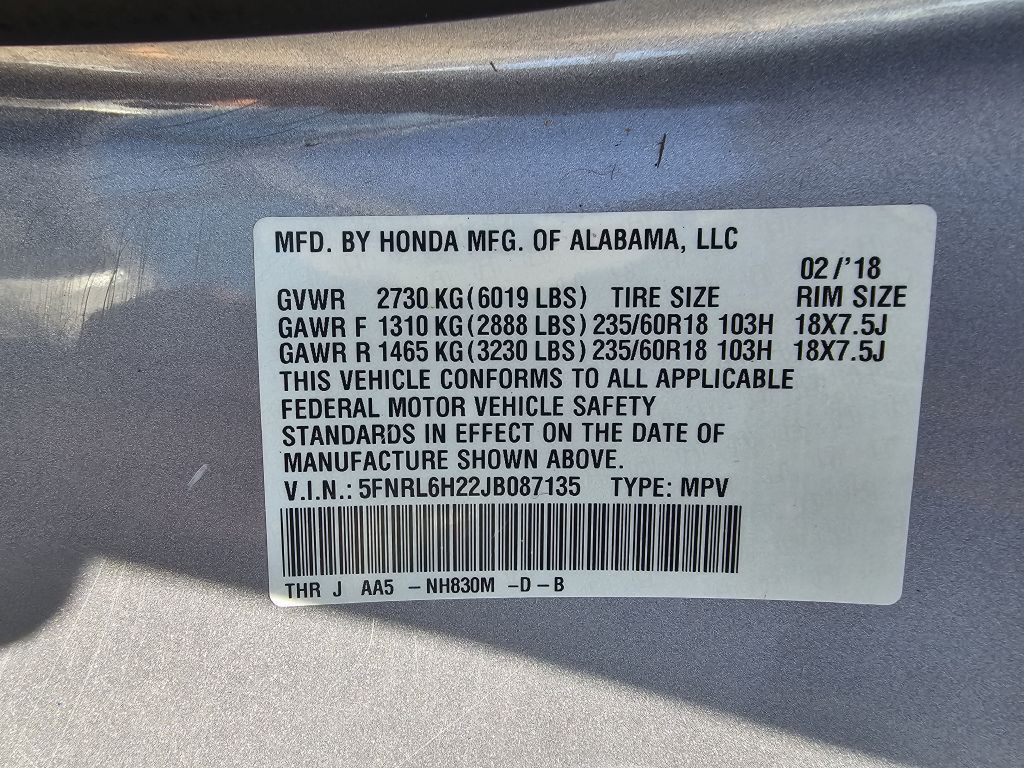 MFD. BY HONDA MFG. OF ALABAMA, LLC
02/'18
GVWR 2730 KG (6019 LBS) TIRE SIZE RIM SIZE
GAWR F 1310 KG (2888 LBS) 235/60R18 103H 18X7.5J
GAWR R 1465 KG (3230 LBS) 235/60R18 103H 18X7.5J
THIS VEHICLE CONFORMS TO ALL APPLICABLE
FEDERAL MOTOR VEHICLE SAFETY
STANDARDS IN EFFECT ON THE DATE OF
MANUFACTURE SHOWN ABOVE.
V.I.N.: 5FNRL6H22JB087135 TYPE: MPV
THR J AA5 - NH830M - D - B